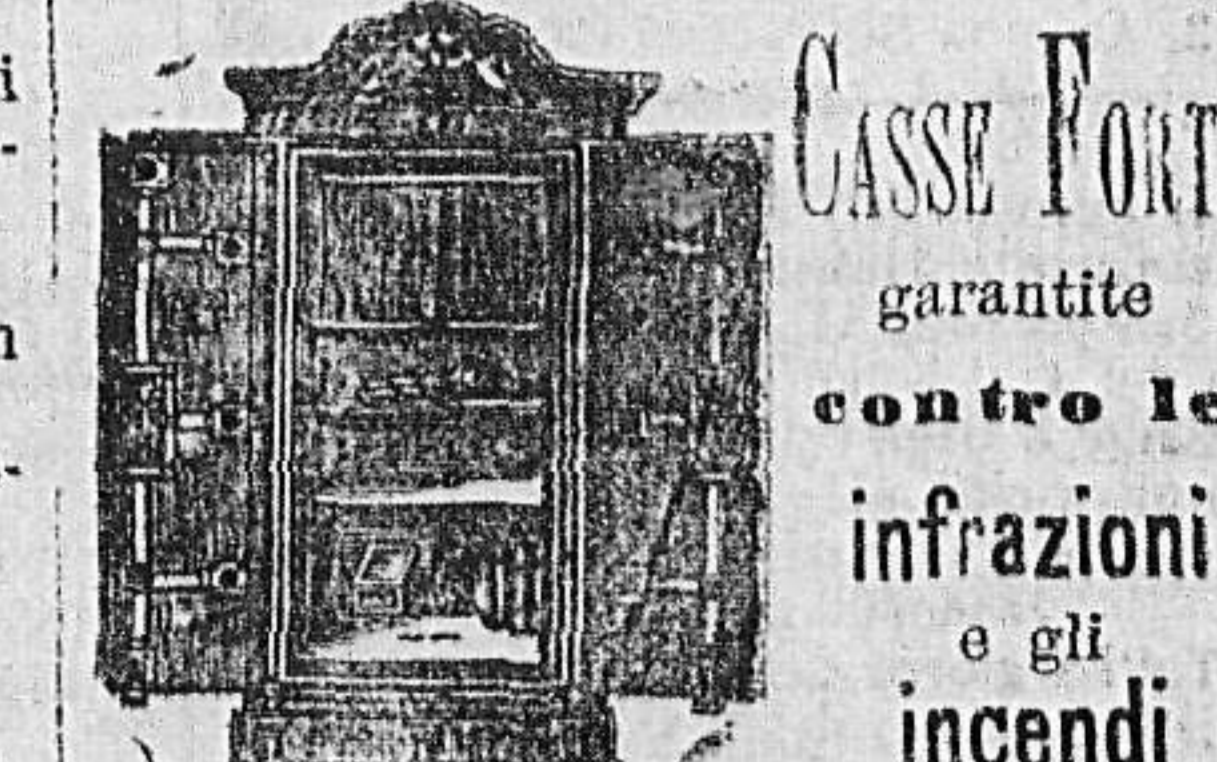 i
-
n
-
CASSE FORT
garantite
contro le
infrazioni
e gli
incendi